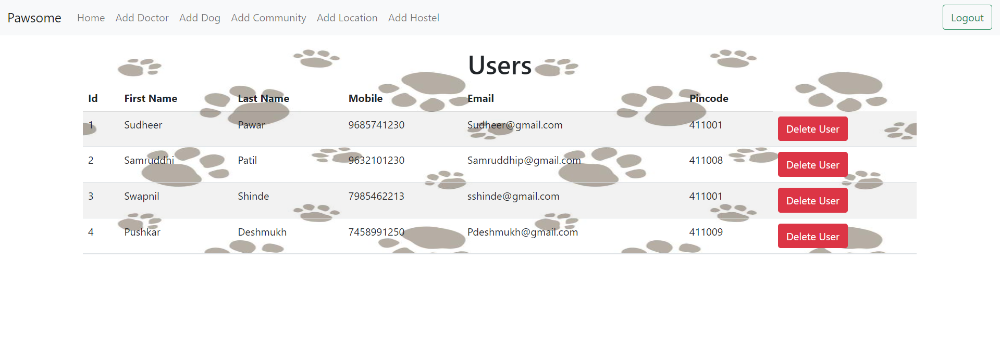 Pawsome Home Add Doctor Add Dog Add Community Add Location Add Hostel Logout
Users
Id First Name Last Name Mobile Email Pincode
1 Sudheer Pawar 9685741230 Sudheer@gmail.com 411001 Delete User
2 Samruddhi Patil 9632101230 Samruddhip@gmail.com 411008 Delete User
3 Swapnil Shinde 7985462213 sshinde@gmail.com 411001 Delete User
4 Pushkar Deshmukh 7458991250 Pdeshmukh@gmail.com 411009 Delete User